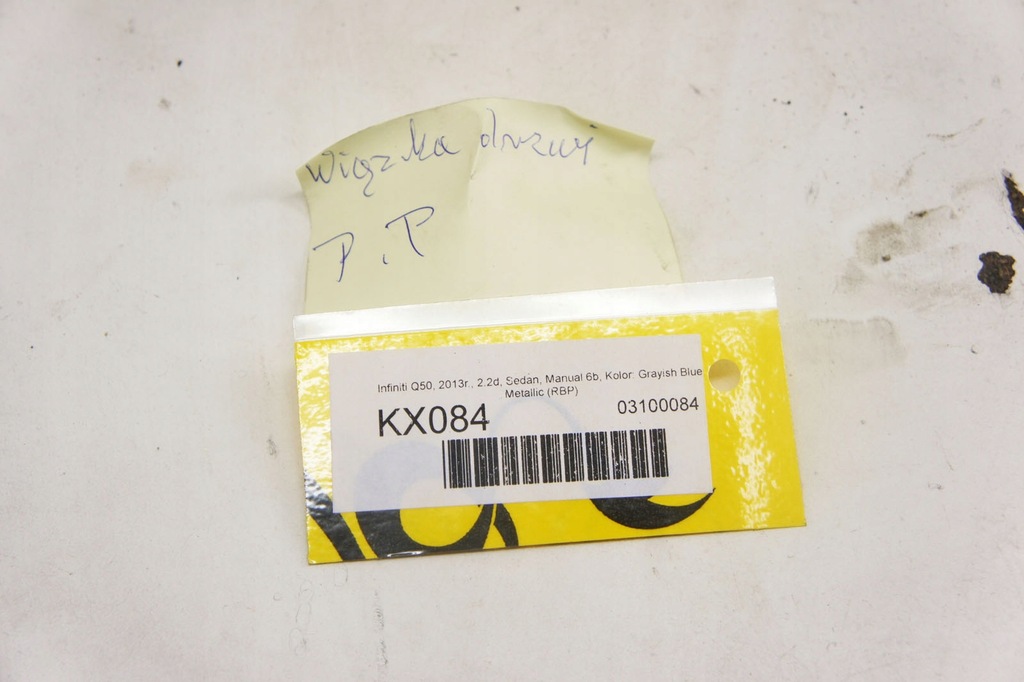 Wiązka drzwi
P.P
Infiniti Q50, 2013r., 2.2d, Sedan, Manual 6b, Kolor: Grayish Blue
Metallic (RBP)
KX084
03100084